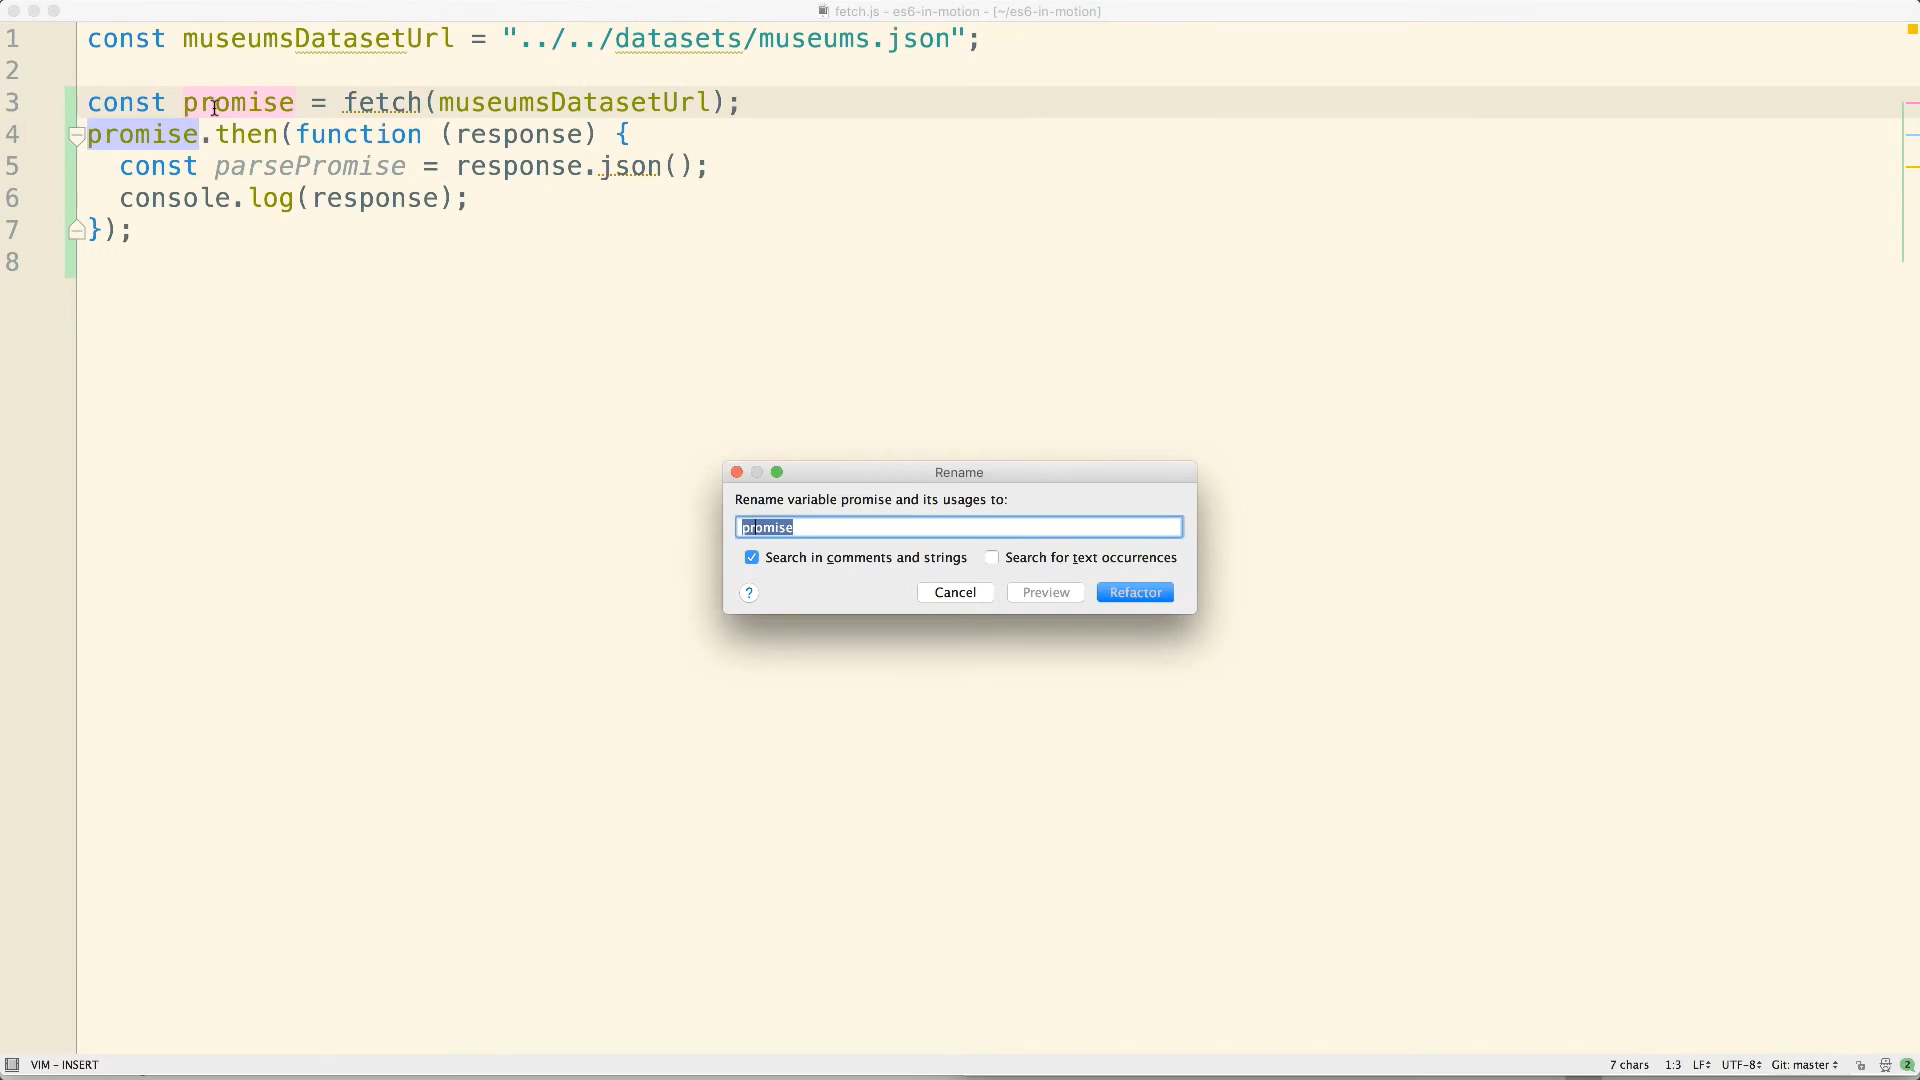 fetch.js - es6-in-motion - [~/es6-in-motion]
1 const museumsDatasetUrl = "../../datasets/museums.json";
2
3 const promise = fetch(museumsDatasetUrl);
4 promise.then(function (response) {
5 const parsePromise = response.json();
6 console.log(response);
7 });
8
Rename
Rename variable promise and its usages to:
promise
Search in comments and strings Search for text occurrences
? Cancel Preview Refactor
VIM – INSERT 7 chars 1:3 LF UTF-8 Git: master 2